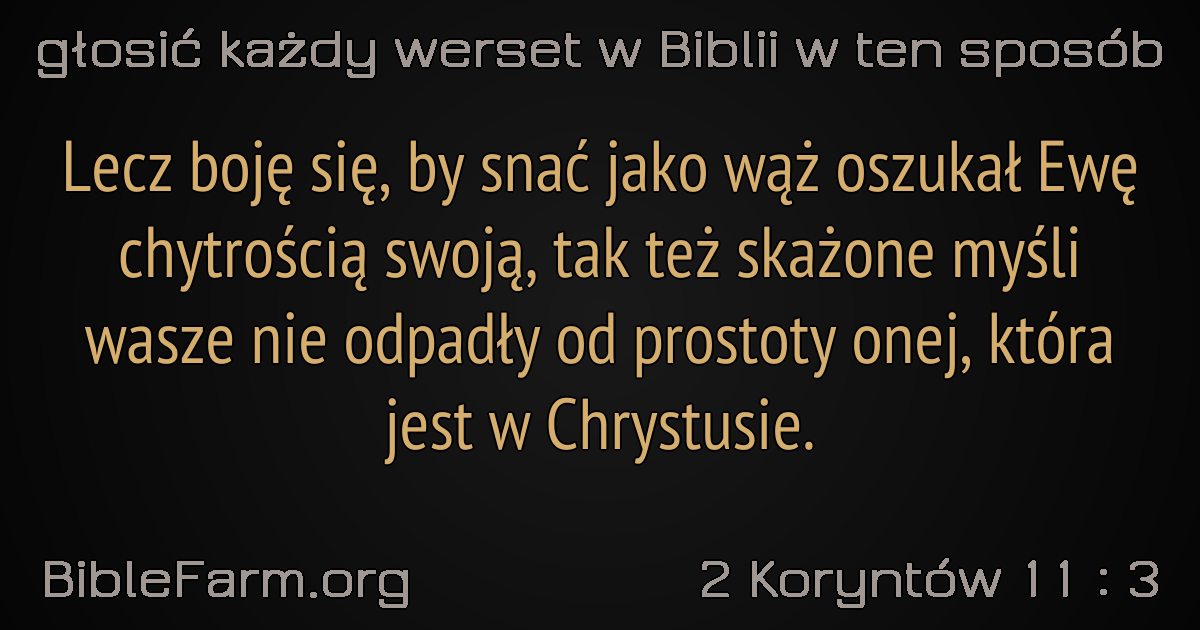 głosić każdy werset w Biblii w ten sposób
Lecz boję się, by snać jako wąż oszukał Ewę
chytrością swoją, tak też skażone myśli
wasze nie odpadły od prostoty onej, która
jest w Chrystusie.
BibleFarm.org
2 Koryntów 11 : 3